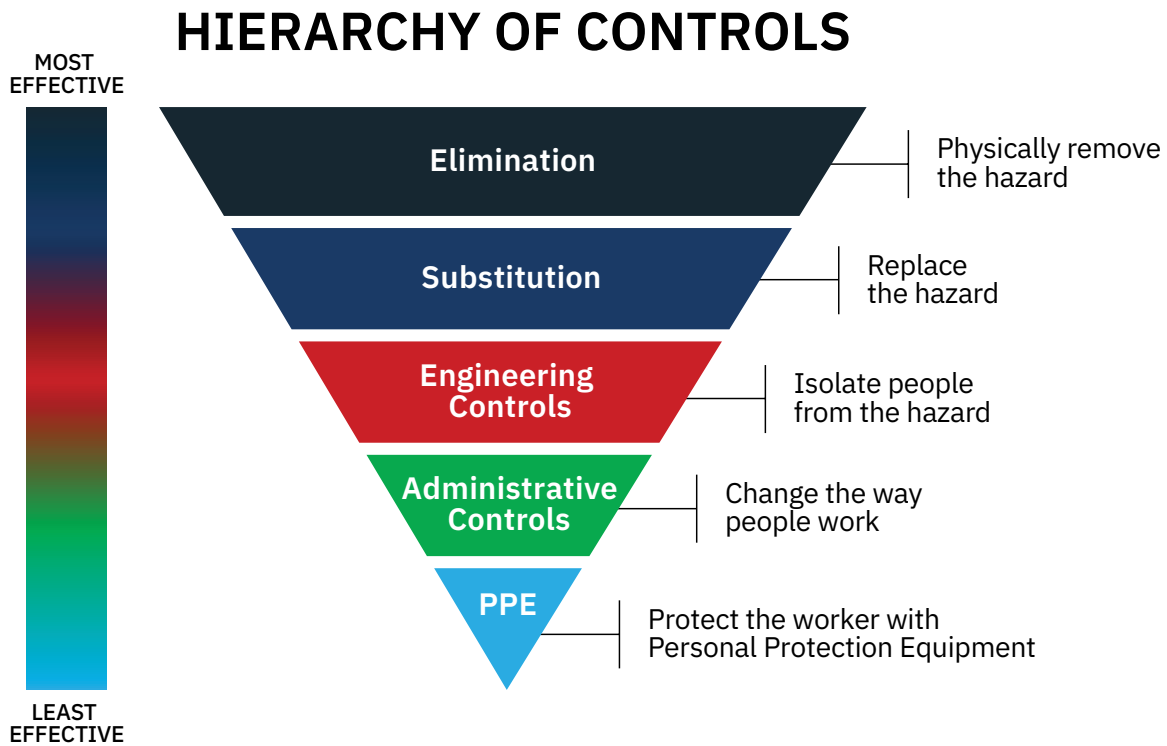 HIERARCHY OF CONTROLS
MOST
EFFECTIVE
Elimination
Physically remove
the hazard
Substitution
Replace
the hazard
Engineering
Controls
Isolate people
from the hazard
Administrative
Controls
Change the way
people work
PPE
Protect the worker with
Personal Protection Equipment
LEAST
EFFECTIVE